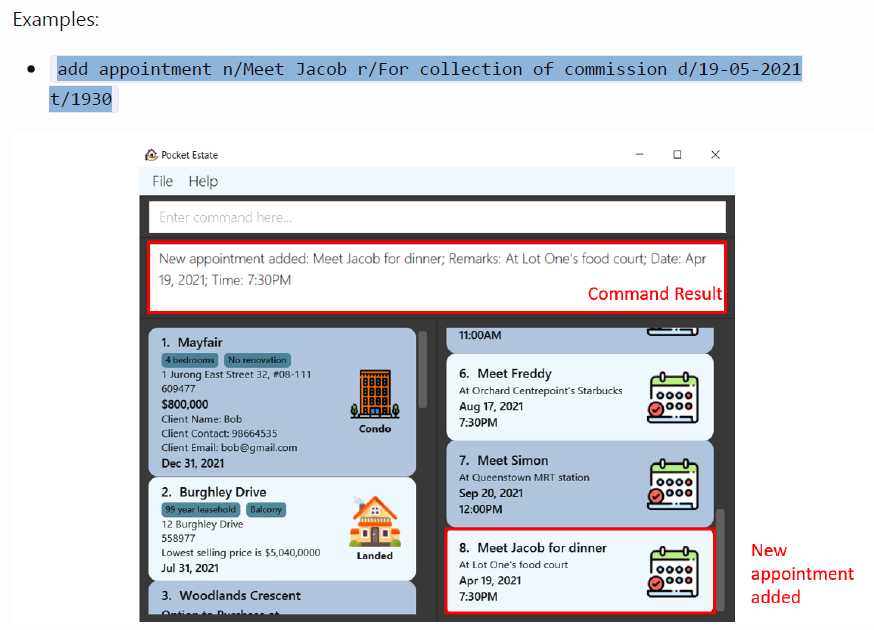 Examples:
add appointment n/Meet Jacob r/For collection of commission d/19-05-2021
t/1930
Pocket Estate
File Help
Enter command here...
New appointment added: Meet Jacob for dinner; Remarks: At Lot One's food court; Date: Apr
19, 2021; Time: 7:30PM
Command Result
1. Mayfair
4 bedrooms No renovation
1 Jurong East Street 32, #08-111
609477
$800,000
Client Name: Bob
Client Contact: 98664535
Client Email: bob@gmail.com
Dec 31, 2021
Condo
2. Burghley Drive
99 year leasehold Balcony
12 Burghley Drive
558977
Lowest selling price is $5,040,0000
Jul 31, 2021
Landed
3. Woodlands Crescent
Option to Purchase at
11:00AM
6. Meet Freddy
At Orchard Centrepoint's Starbucks
Aug 17, 2021
7:30PM
7. Meet Simon
At Queenstown MRT station
Sep 20, 2021
12:00PM
8. Meet Jacob for dinner
At Lot One's food court
Apr 19, 2021
7:30PM
New
appointment
added